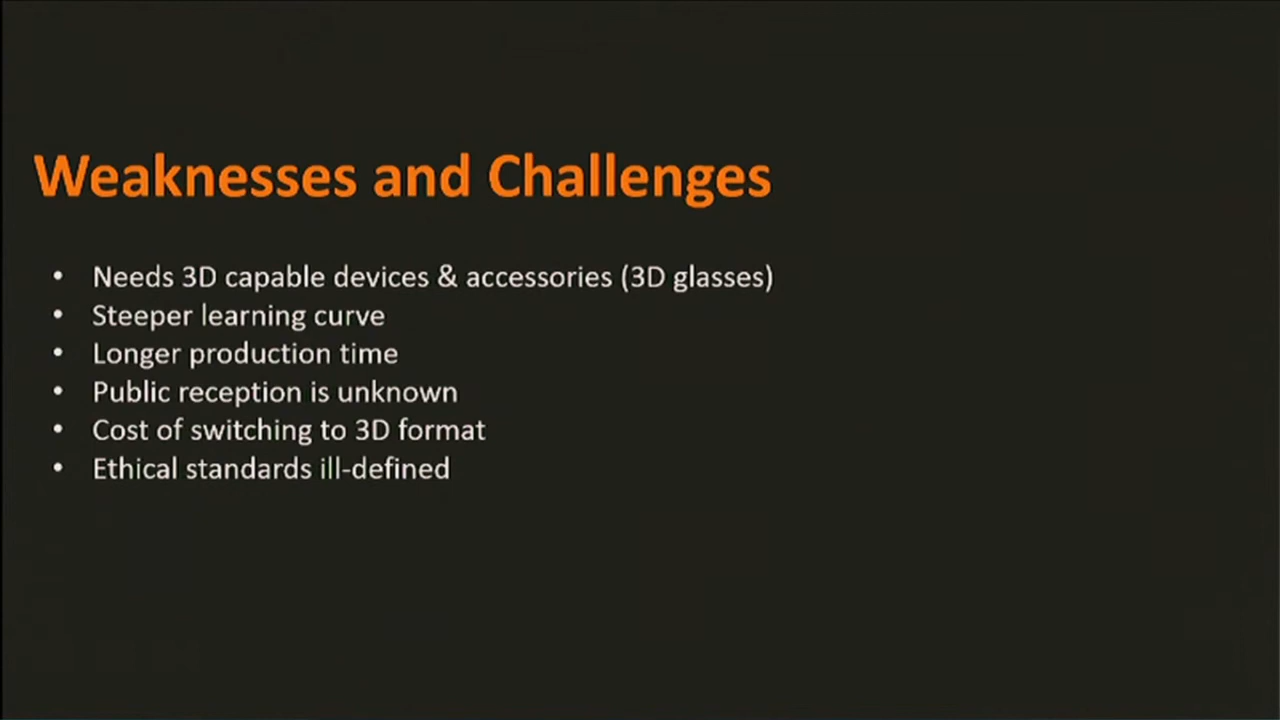 Weaknesses and Challenges
• Needs 3D capable devices & accessories (3D glasses)
• Steeper learning curve
• Longer production time
• Public reception is unknown
• Cost of switching to 3D format
• Ethical standards ill-defined